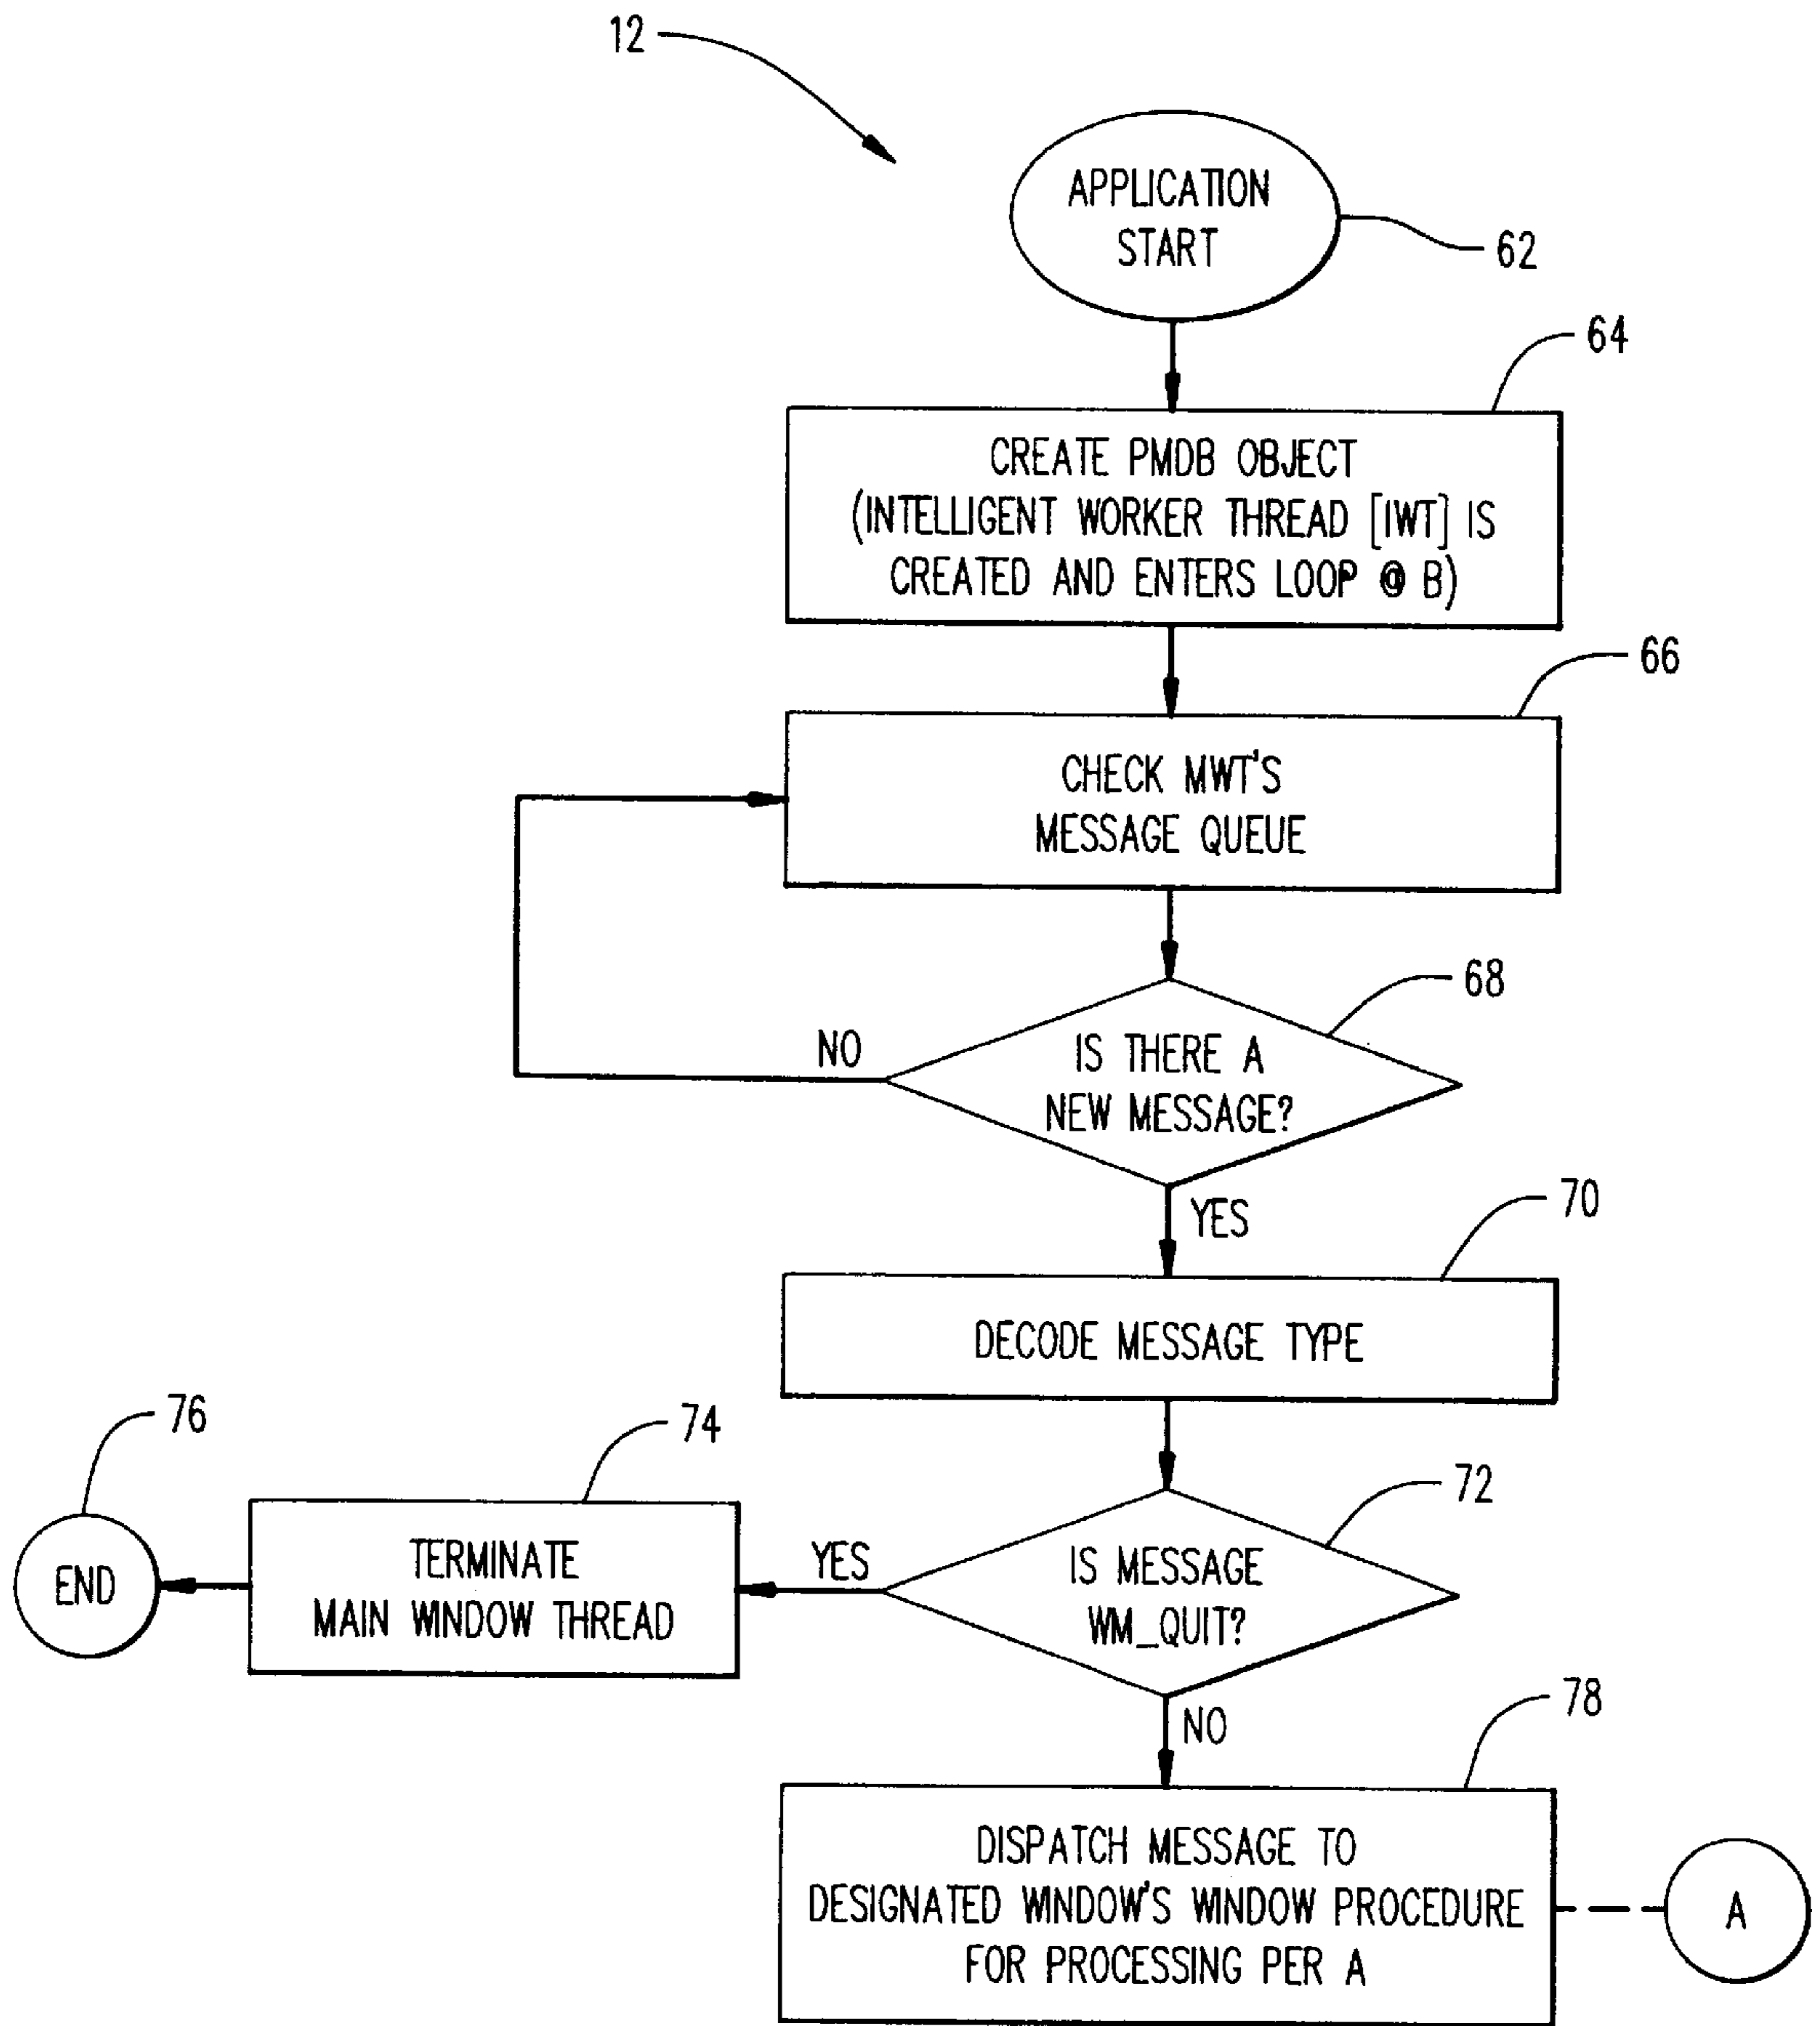 12
APPLICATION
START
62
64
CREATE PMDB OBJECT
(INTELLIGENT WORKER THREAD [IWT] IS
CREATED AND ENTERS LOOP @ B)
66
CHECK MWT'S
MESSAGE QUEUE
68
NO
IS THERE A
NEW MESSAGE?
YES
70
DECODE MESSAGE TYPE
76
74
72
END
TERMINATE
MAIN WINDOW THREAD
YES
IS MESSAGE
WM_QUIT?
NO
78
DISPATCH MESSAGE TO
DESIGNATED WINDOW'S WINDOW PROCEDURE
FOR PROCESSING PER A
A